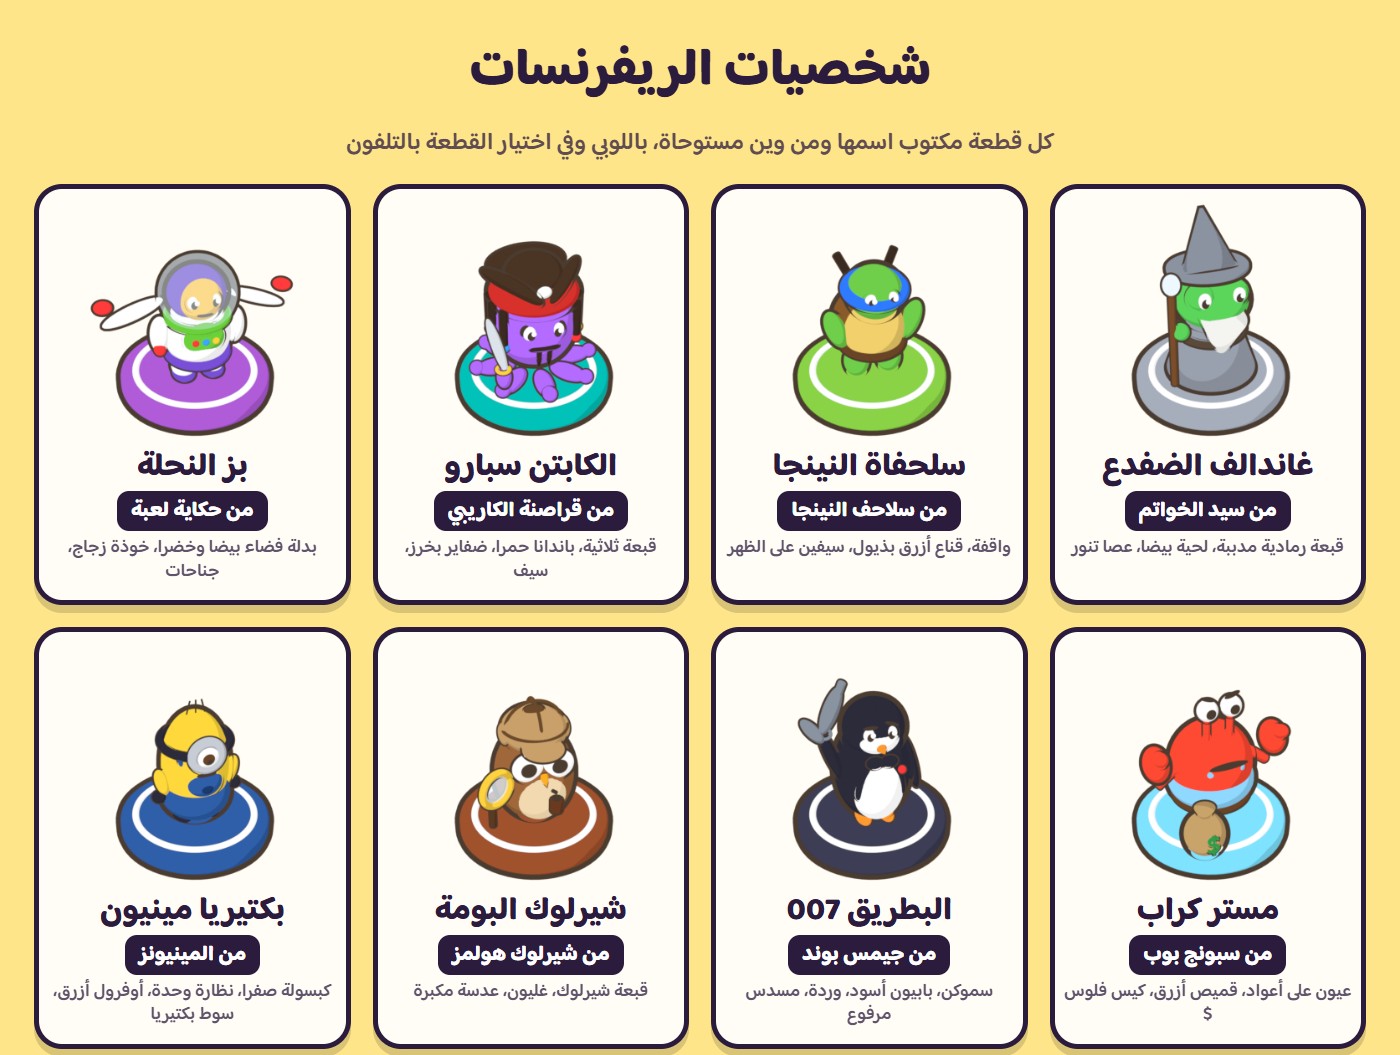 شخصيات الريفرنسات
كل قطعة مكتوب اسمها ومن وين مستوحاة، باللوبي وفي اختيار القطعة بالتلفون
غاندالف الضفدع
من سيد الخواتم
قبعة رمادية مدببة، لحية بيضا، عصا تنور
سلحفاة النينجا
من سلاحف النينجا
واقفة، قناع أزرق بذيول، سيفين على الظهر
الكابتن سبارو
من قراصنة الكاريبي
قبعة ثلاثية، باندانا حمرا، ضفاير بخرز،
سيف
بز النحلة
من حكاية لعبة
بدلة فضاء بيضا وخضرا، خوذة زجاج،
جناحات
مستر كراب
من سبونج بوب
عيون على أعواد، قميص أزرق، كيس فلوس
$
البطريق 007
من جيمس بوند
سموكن، بابيون أسود، وردة، مسدس
مرفوع
شيرلوك البومة
من شيرلوك هولمز
قبعة شيرلوك، غليون، عدسة مكبرة
بكتيريا مينيون
من المينيونز
كبسولة صفرا، نظارة وحدة، أوفرول أزرق،
سوط بكتيريا
$